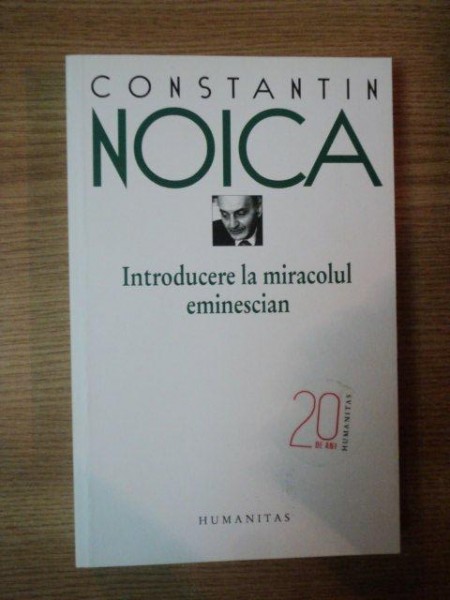 CONSTANTIN
NOICA
Introducere la miracolul
eminescian
20
DE ANI
HUMANITAS
HUMANITAS